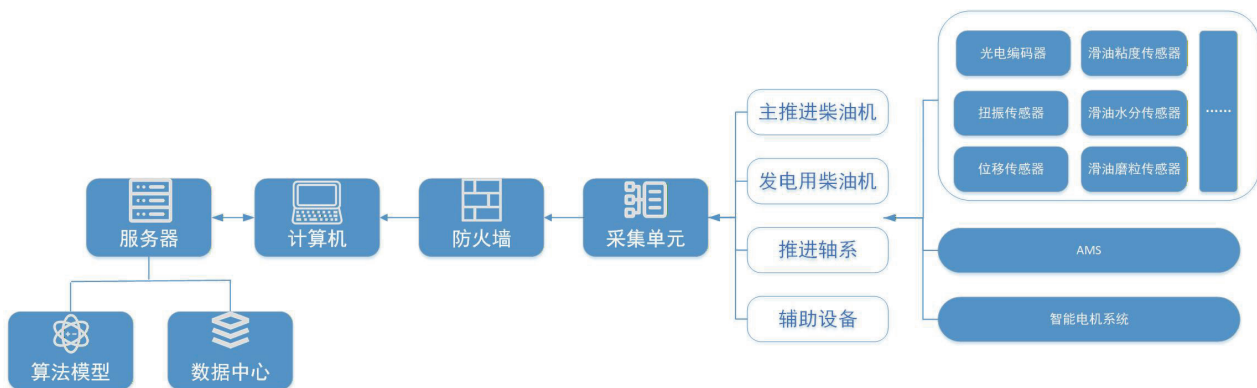 光电编码器
滑油粘度传感器
扭振传感器
滑油水分传感器
......
位移传感器
滑油磨粒传感器
主推进柴油机
发电用柴油机
推进轴系
辅助设备
AMS
智能电机系统
服务器
计算机
防火墙
采集单元
算法模型
数据中心